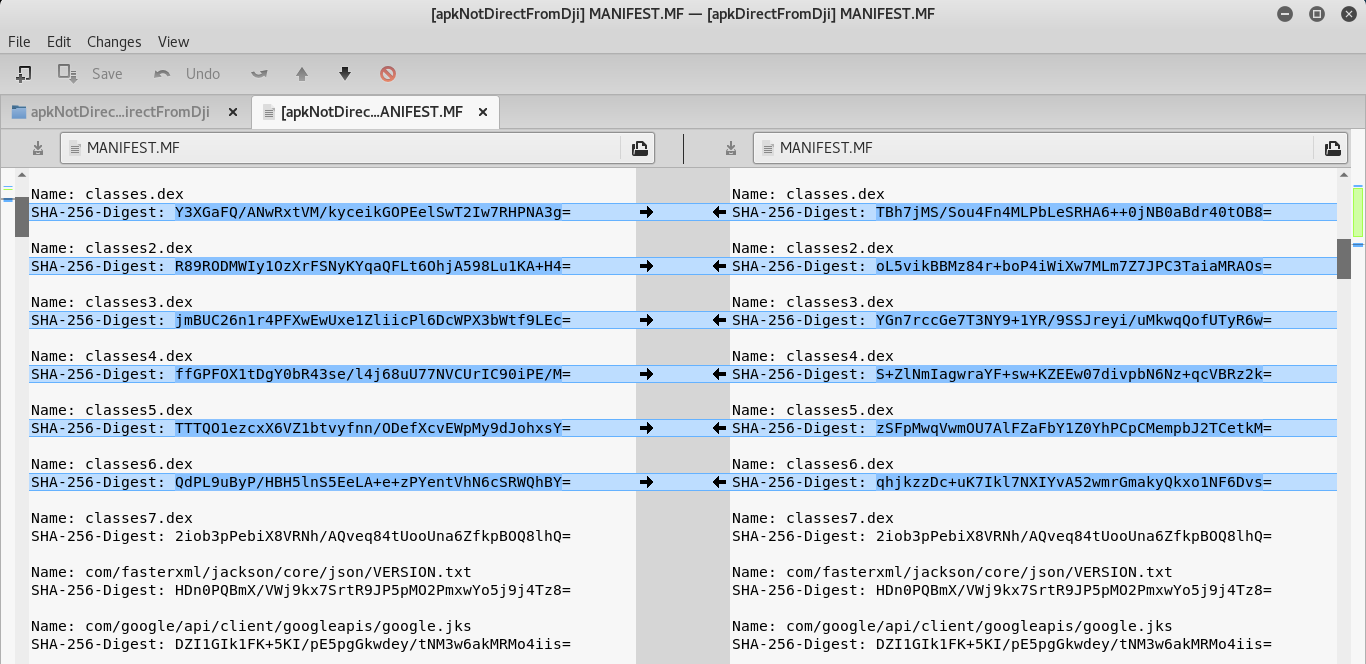 [apkNotDirectFromDji] MANIFEST.MF — [apkDirectFromDji] MANIFEST.MF
File Edit Changes View
Save Undo
apkNotDirec...irectFromDji [apkNotDirec...ANIFEST.MF
MANIFEST.MF MANIFEST.MF
Name: classes.dex
SHA-256-Digest: Y3XGaFQ/ANwRxtVM/kyceikGOPEelSwT2Iw7RHPNA3g=
Name: classes2.dex
SHA-256-Digest: R89RODMWIy1OzXrFSNyKYqaQFLt6OhjA598Lu1KA+H4=
Name: classes3.dex
SHA-256-Digest: jmBUC26n1r4PFXwEwUxe1ZliicPl6DcWPX3bWtf9LEc=
Name: classes4.dex
SHA-256-Digest: ffGPFOX1tDgY0bR43se/l4j68uU77NVCUrIC90iPE/M=
Name: classes5.dex
SHA-256-Digest: TTTQO1ezcxX6VZ1btvyfnn/ODefXcvEWpMy9dJohxsY=
Name: classes6.dex
SHA-256-Digest: QdPL9uByP/HBH5lnS5EeLA+e+zPYentVhN6cSRWQhBY=
Name: classes7.dex
SHA-256-Digest: 2iob3pPebiX8VRNh/AQveq84tUooUna6ZfkpBOQ8lhQ=
Name: com/fasterxml/jackson/core/json/VERSION.txt
SHA-256-Digest: HDn0PQBmX/VWj9kx7SrtR9JP5pMO2PmxwYo5j9j4Tz8=
Name: com/google/api/client/googleapis/google.jks
SHA-256-Digest: DZI1GIk1FK+5KI/pE5pgGkwdey/tNM3w6akMRMo4iis=
Name: classes.dex
SHA-256-Digest: TBh7jMS/Sou4Fn4MLPbLeSRHA6++0jNB0aBdr40tOB8=
Name: classes2.dex
SHA-256-Digest: oL5vikBBMz84r+boP4iWiXw7MLm7Z7JPC3TaiaMRAOs=
Name: classes3.dex
SHA-256-Digest: YGn7rccGe7T3NY9+1YR/9SSJreyi/uMkwqQofUTyR6w=
Name: classes4.dex
SHA-256-Digest: S+ZlNmIagwraYF+sw+KZEEw07divpbN6Nz+qcVBRz2k=
Name: classes5.dex
SHA-256-Digest: zSFpMwqVwmOU7AlFZaFbY1Z0YhPCpCMempbJ2TCetkM=
Name: classes6.dex
SHA-256-Digest: qhjkzzDc+uK7Ikl7NXIYvA52wmrGmakyQkxo1NF6Dvs=
Name: classes7.dex
SHA-256-Digest: 2iob3pPebiX8VRNh/AQveq84tUooUna6ZfkpBOQ8lhQ=
Name: com/fasterxml/jackson/core/json/VERSION.txt
SHA-256-Digest: HDn0PQBmX/VWj9kx7SrtR9JP5pMO2PmxwYo5j9j4Tz8=
Name: com/google/api/client/googleapis/google.jks
SHA-256-Digest: DZI1GIk1FK+5KI/pE5pgGkwdey/tNM3w6akMRMo4iis=